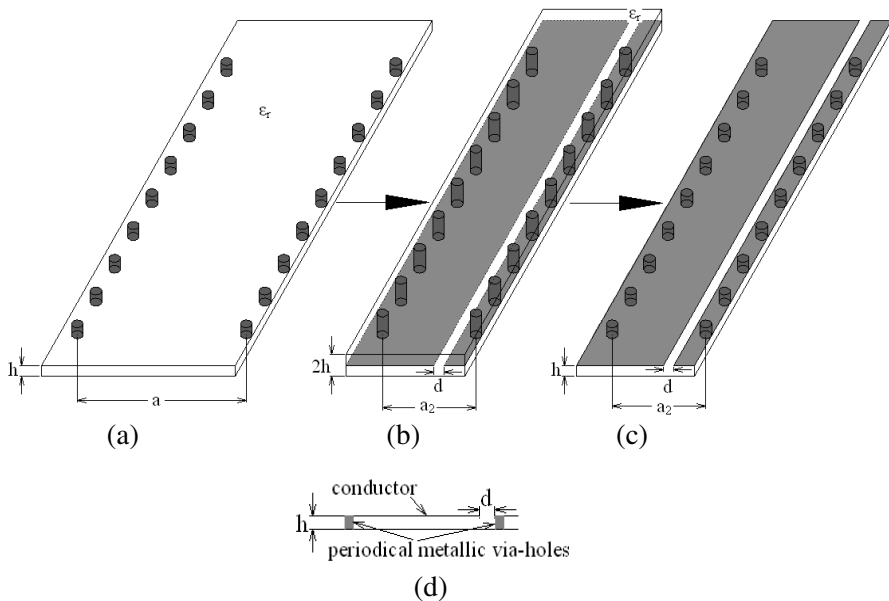 εr
εr
h
a
2h
d
a2
h
d
a2
(a)
(b)
(c)
conductor
d
h
periodical metallic via-holes
(d)